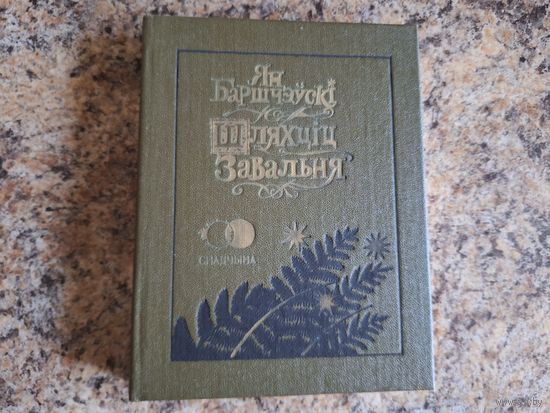 Ян
Баршчэўскі
Шляхціц
Завальня
СПАДЧЫНА